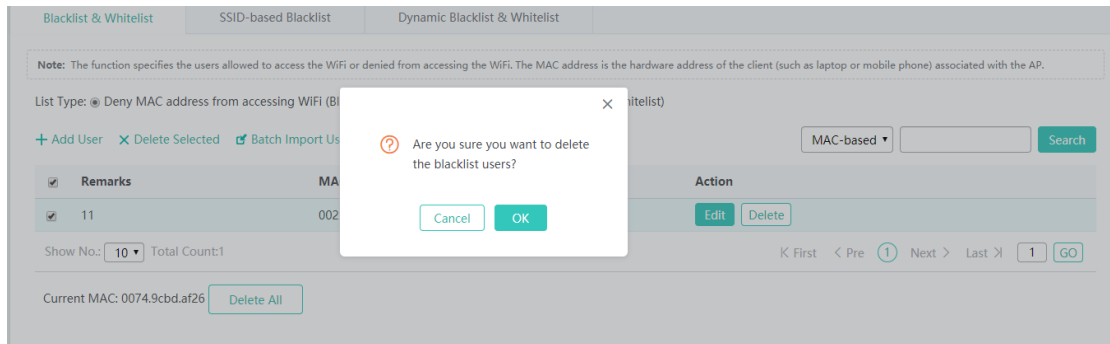 Blacklist & Whitelist SSID-based Blacklist Dynamic Blacklist & Whitelist
Note: The function specifies the users allowed to access the WiFi or denied from accessing the WiFi. The MAC address is the hardware address of the client (such as laptop or mobile phone) associated with the AP.
List Type: Deny MAC address from accessing WiFi (Bl hitelist)
Add User Delete Selected Batch Import Us MAC-based Search
Are you sure you want to delete
the blacklist users?
Cancel OK
Remarks MA Action
11 002 Edit Delete
Show No.: 10 Total Count:1 First Pre 1 Next Last 1 GO
Current MAC: 0074.9cbd.af26 Delete All